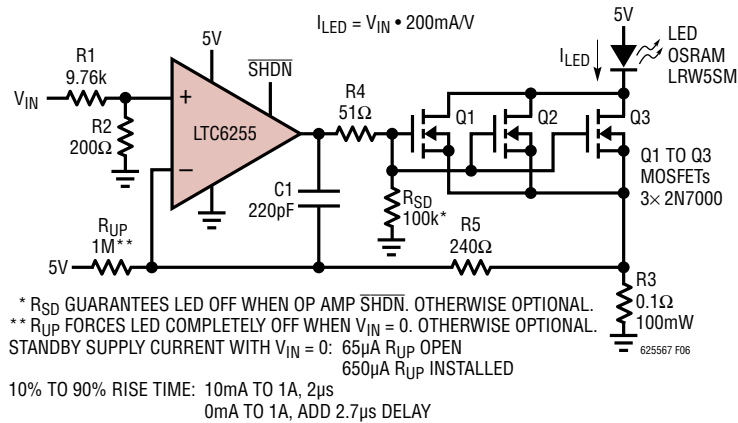 I_LED = V_IN • 200mA/V
5V
LED
OSRAM
LRW5SM
I_LED
5V
SHDN
R1
9.76k
V_IN
R2
200Ω
+
LTC6255
–
R4
51Ω
Q1
Q2
Q3
Q1 TO Q3
MOSFETs
3× 2N7000
C1
220pF
R_SD
100k*
R_UP
1M**
5V
R5
240Ω
R3
0.1Ω
100mW
* R_SD GUARANTEES LED OFF WHEN OP AMP SHDN. OTHERWISE OPTIONAL.
** R_UP FORCES LED COMPLETELY OFF WHEN V_IN = 0. OTHERWISE OPTIONAL.
STANDBY SUPPLY CURRENT WITH V_IN = 0: 65µA R_UP OPEN
650µA R_UP INSTALLED
10% TO 90% RISE TIME: 10mA TO 1A, 2µs
0mA TO 1A, ADD 2.7µs DELAY
625567 F06